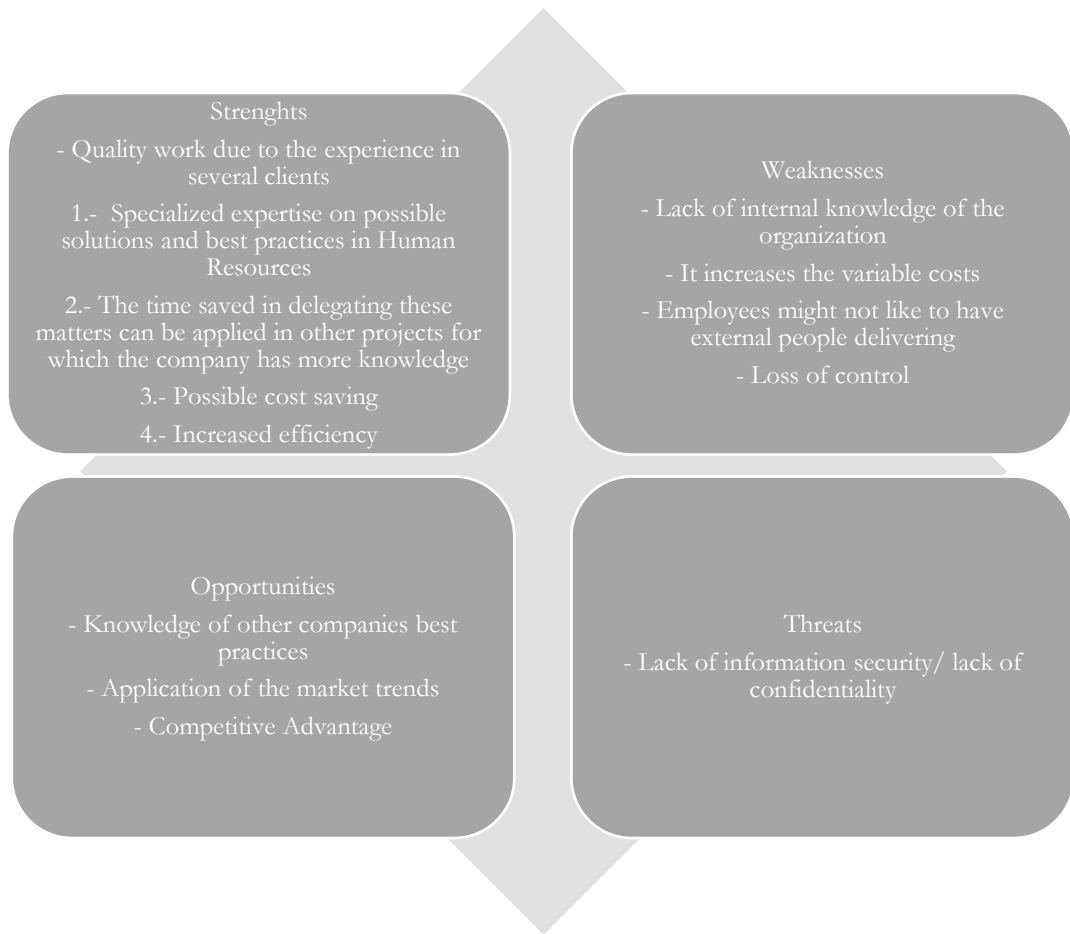 Strenghts
- Quality work due to the experience in
several clients
1.-  Specialized expertise on possible
solutions and best practices in Human
Resources
2.- The time saved in delegating these
matters can be applied in other projects for
which the company has more knowledge
3.- Possible cost saving
4.- Increased efficiency
Weaknesses
- Lack of internal knowledge of the
organization
- It increases the variable costs
- Employees might not like to have
external people delivering
- Loss of control
Opportunities
- Knowledge of other companies best
practices
- Application of the market trends
- Competitive Advantage
Threats
- Lack of information security/ lack of
confidentiality